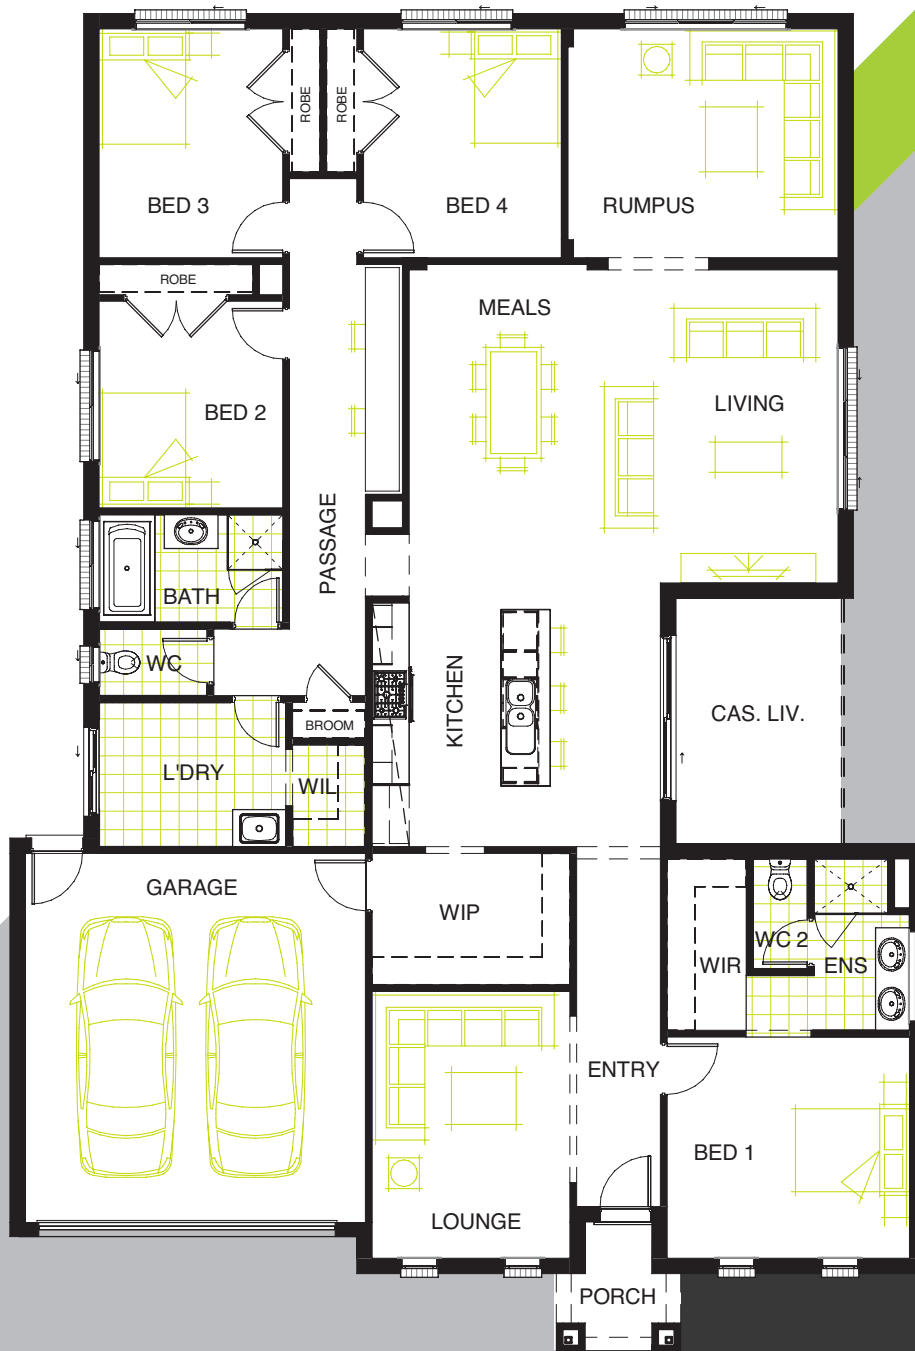 ROBE
ROBE
BED 3
BED 4
RUMPUS
ROBE
MEALS
BED 2
LIVING
PASSAGE
BATH
WC
KITCHEN
CAS. LIV.
BROOM
L'DRY
WIL
GARAGE
WIP
WC 2
WIR
ENS
ENTRY
BED 1
LOUNGE
PORCH